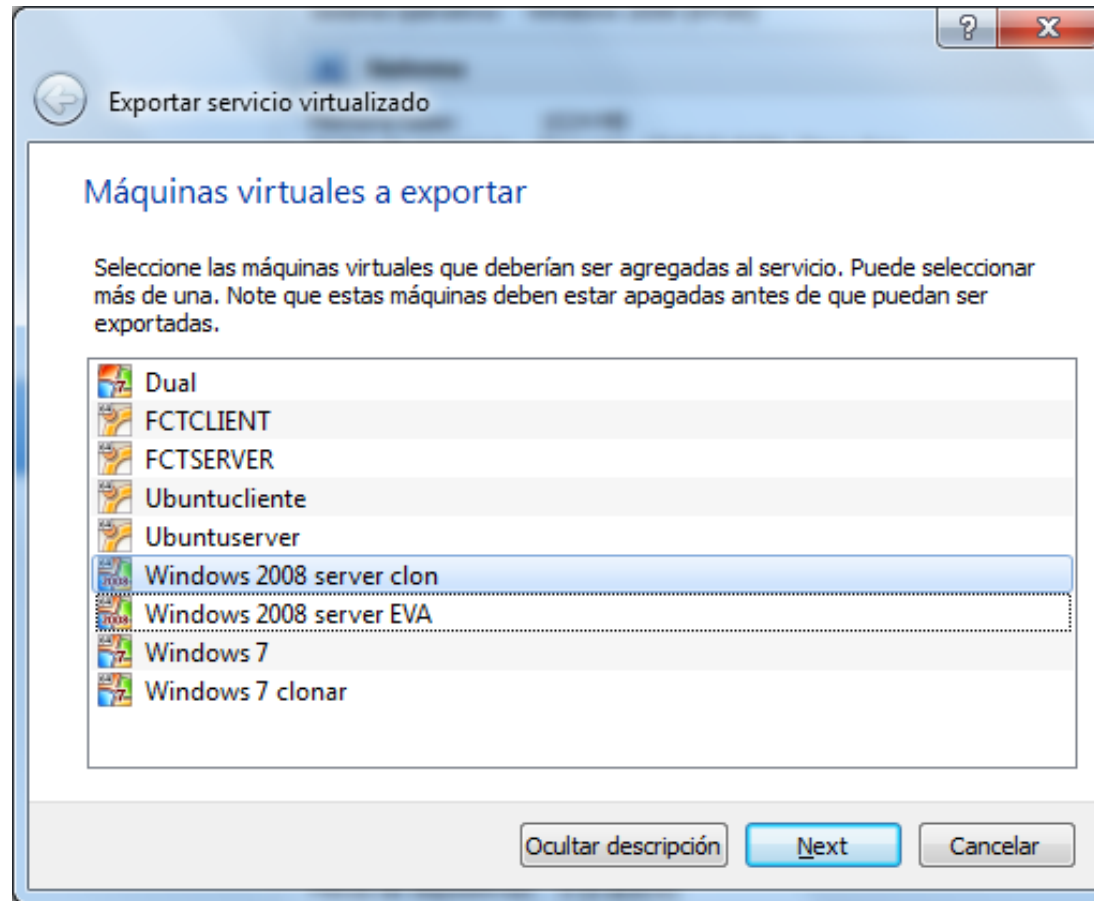 Exportar servicio virtualizado
Máquinas virtuales a exportar
Seleccione las máquinas virtuales que deberían ser agregadas al servicio. Puede seleccionar
más de una. Note que estas máquinas deben estar apagadas antes de que puedan ser
exportadas.
Dual
FCTCLIENT
FCTSERVER
Ubuntucliente
Ubuntuserver
Windows 2008 server clon
Windows 2008 server EVA
Windows 7
Windows 7 clonar
Ocultar descripción Next Cancelar